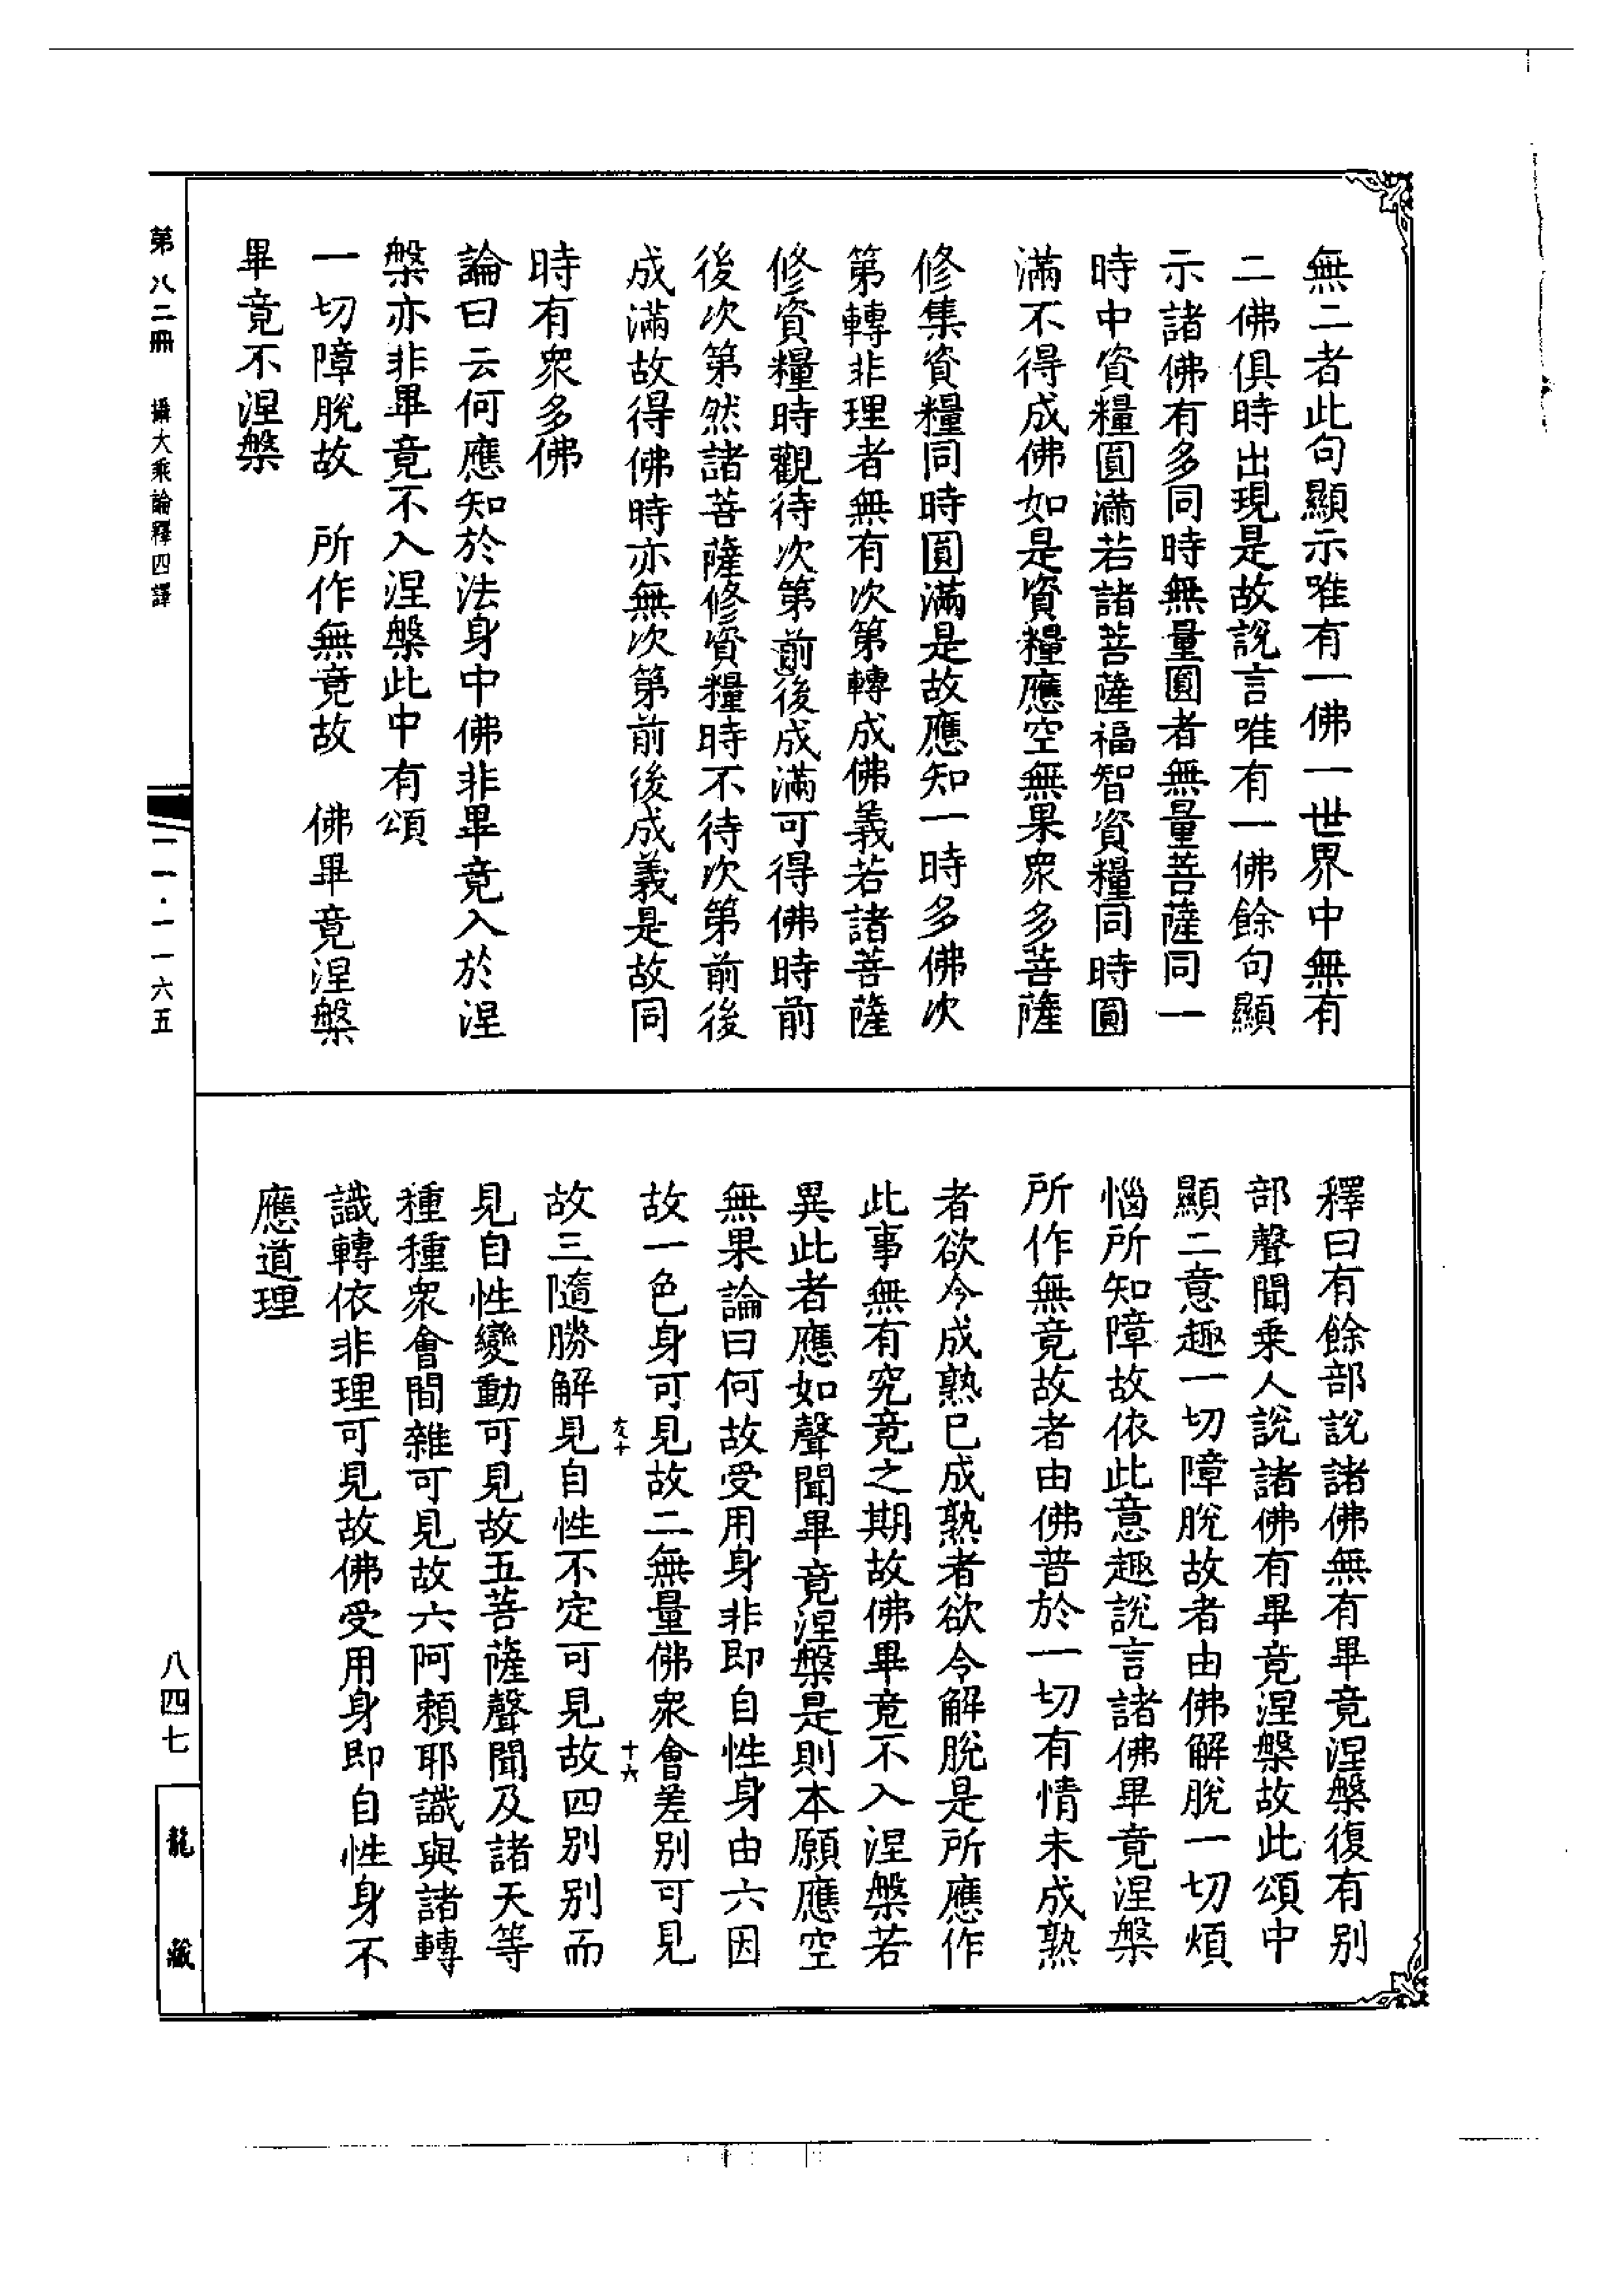 無二者此句顯示唯有一佛一世界中無有
二佛俱時出現是故說言唯有一佛餘句顯
示諸佛有多同時無量圓者無量菩薩同一
時中資糧圓滿若諸菩薩福智資糧同時圓
滿不得成佛如是資糧應空無果眾多菩薩
修集資糧同時圓滿是故應知一時多佛次
第轉非理者無有次第轉成佛義若諸菩薩
修資糧時觀待次第前後成滿可得佛時前
後次第然諸菩薩修資糧時不待次第前後
成滿故得佛時亦無次第前後成義是故同
時有眾多佛
論曰云何應知於法身中佛非畢竟入於涅
槃亦非畢竟不入涅槃此中有頌
一切障脫故　所作無竟故　佛畢竟涅槃
畢竟不涅槃
釋曰有餘部說諸佛無有畢竟涅槃復有別
部聲聞乗人說諸佛有畢竟涅槃故此頌中
顯二意趣一切障脫故者由佛解脫一切煩
惱所知障故依此意趣說言諸佛畢竟涅槃
所作無竟故者由佛普於一切有情未成熟
者欲今成熟巳成熟者欲令解脫是所應作
此事無有究竟之期故佛畢竟不入涅槃若
異此者應如聲聞畢竟涅槃是則本願應空
無果論曰何故受用身非即自性身由六因
故一色身可見故二無量佛眾會差別可見
十六
故三隨勝解見自性不定可見故四別別而
見自性變動可見故五菩薩聲聞及諸天等
種種眾會間雜可見故六阿賴耶識與諸轉
識轉依非理可見故佛受用身即自性身不
應道理
第八二冊　攝大乘論釋四譯
一一·一一六五
八四七
龍藏